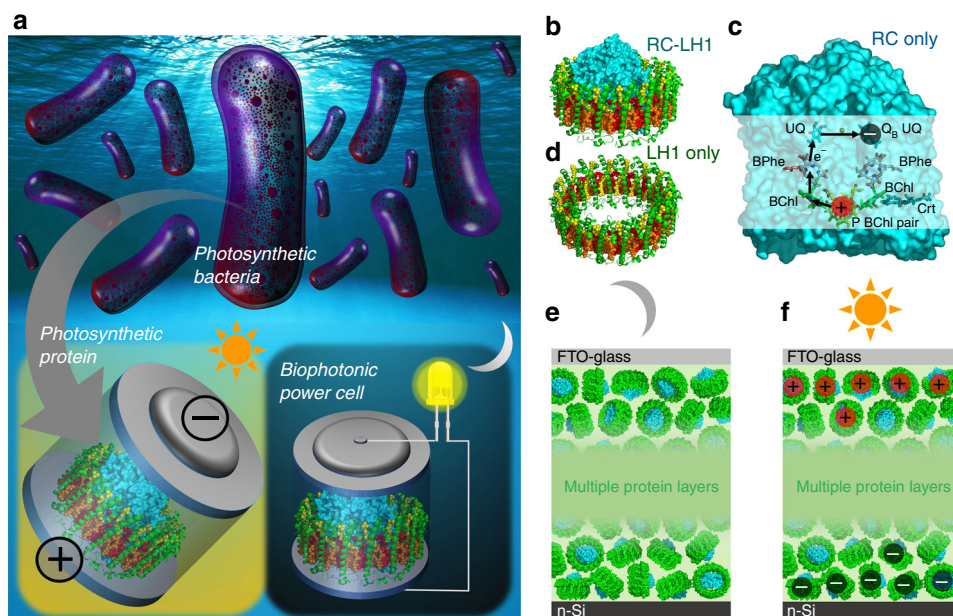 a
Photosynthetic
bacteria
Photosynthetic
protein
Biophotonic
power cell
−
+
b
RC-LH1
d
LH1 only
c
RC only
UQ
−
Q_B UQ
e−
BPhe
BPhe
BChl
BChl
Crt
+
P BChl pair
e
FTO-glass
Multiple protein layers
n-Si
f
FTO-glass
+ + + + +
+
Multiple protein layers
−
− − − − −
n-Si